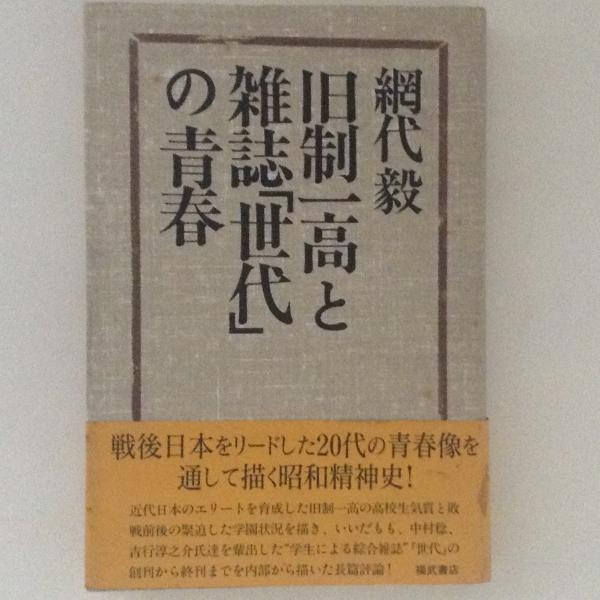 網代毅
旧制一高と
雑誌『世代』
の青春
戦後日本をリードした20代の青春像を
通して描く昭和精神史!
近代日本のエリートを育成した旧制一高の高校生気質と敗
戦前後の緊迫した学園状況を描き、いいだもも、中村稔、
吉行淳之介氏達を輩出した"学生による綜合雑誌"『世代』の
創刊から終刊までを内部から描いた長篇評論!
福武書店